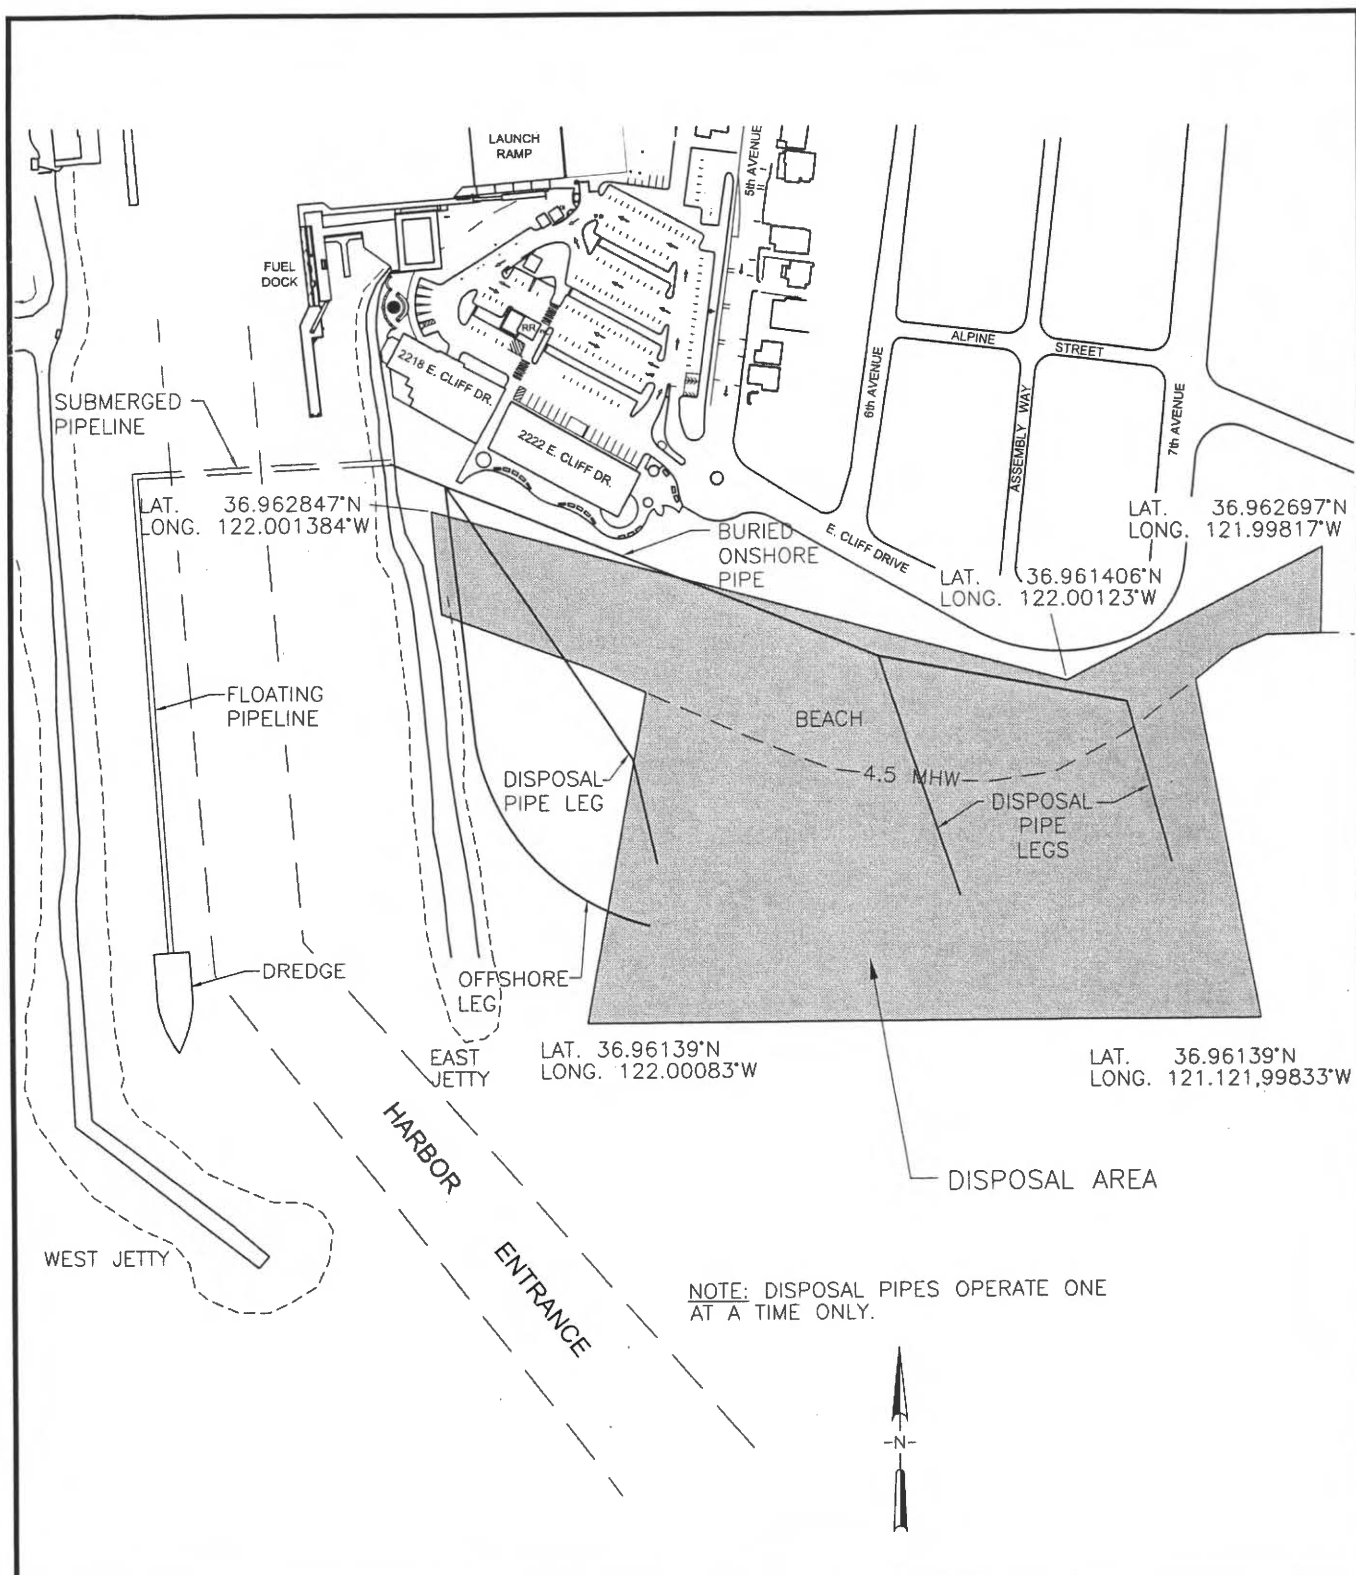 LAUNCH
RAMP
5th AVENUE
FUEL
DOCK
RR
2218 E. CLIFF DR.
2222 E. CLIFF DR.
ALPINE STREET
6th AVENUE
ASSEMBLY WAY
7th AVENUE
SUBMERGED
PIPELINE
LAT. 36.962847°N
LONG. 122.001384°W
BURIED
ONSHORE
PIPE
E. CLIFF DRIVE
LAT. 36.962697°N
LONG. 121.99817°W
LAT. 36.961406°N
LONG. 122.00123°W
FLOATING
PIPELINE
BEACH
4.5 MHW
DISPOSAL
PIPE LEG
DISPOSAL
PIPE
LEGS
DREDGE
OFFSHORE
LEG
EAST
JETTY
LAT. 36.96139°N
LONG. 122.00083°W
LAT. 36.96139°N
LONG. 121.121,99833°W
HARBOR
ENTRANCE
DISPOSAL AREA
WEST JETTY
NOTE: DISPOSAL PIPES OPERATE ONE
AT A TIME ONLY.
-N-